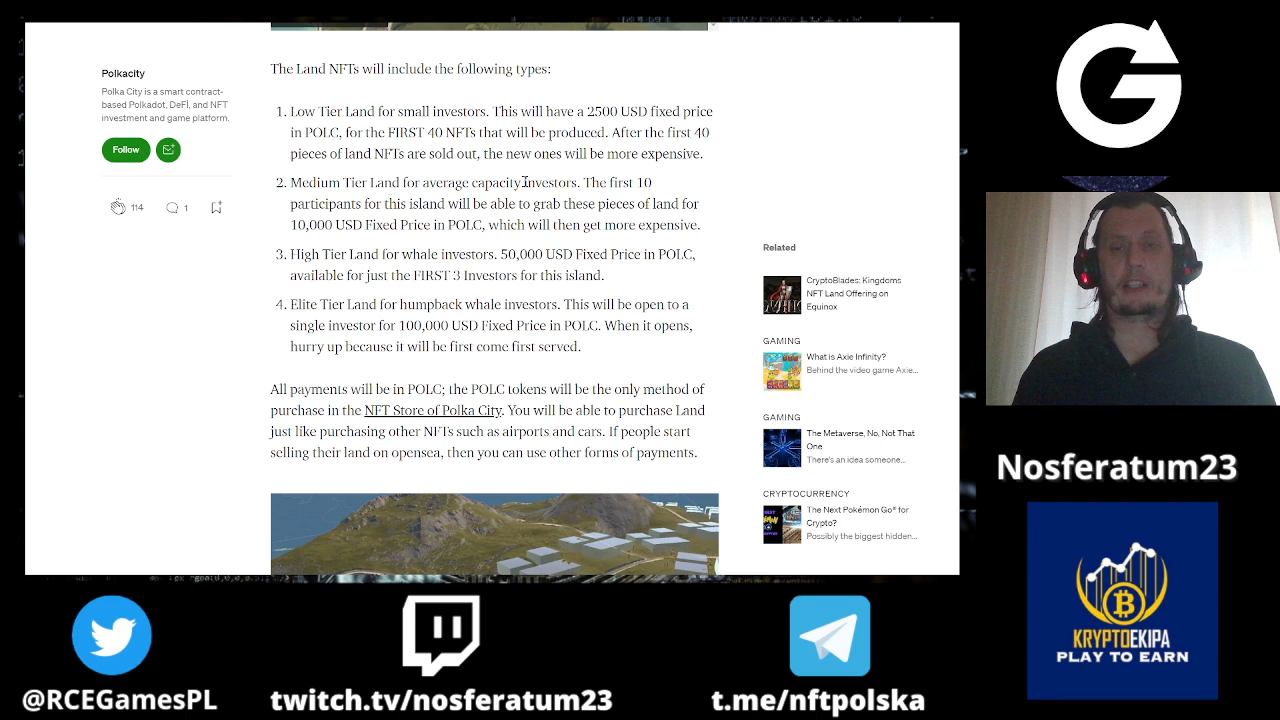 Polkacity
Polka City is a smart contract-
based Polkadot, DeFI, and NFT
investment and game platform.
Follow
114
1
The Land NFTs will include the following types:
1. Low Tier Land for small investors. This will have a 2500 USD fixed price
in POLC, for the FIRST 40 NFTs that will be produced. After the first 40
pieces of land NFTs are sold out, the new ones will be more expensive.
2. Medium Tier Land for average capacity investors. The first 10
participants for this island will be able to grab these pieces of land for
10,000 USD Fixed Price in POLC, which will then get more expensive.
3. High Tier Land for whale investors. 50,000 USD Fixed Price in POLC,
available for just the FIRST 3 Investors for this island.
4. Elite Tier Land for humpback whale investors. This will be open to a
single investor for 100,000 USD Fixed Price in POLC. When it opens,
hurry up because it will be first come first served.
All payments will be in POLC; the POLC tokens will be the only method of
purchase in the NFT Store of Polka City. You will be able to purchase Land
just like purchasing other NFTs such as airports and cars. If people start
selling their land on opensea, then you can use other forms of payments.
Related
CryptoBlades: Kingdoms
NFT Land Offering on
Equinox
GAMING
What is Axie Infinity?
Behind the video game Axie...
GAMING
The Metaverse, No, Not That
One
There's an idea someone...
CRYPTOCURRENCY
The Next Pokémon Go® for
Crypto?
Possibly the biggest hidden...
Nosferatum23
KRYPTOEKIPA
PLAY TO EARN
@RCEGamesPL
twitch.tv/nosferatum23
t.me/nftpolska